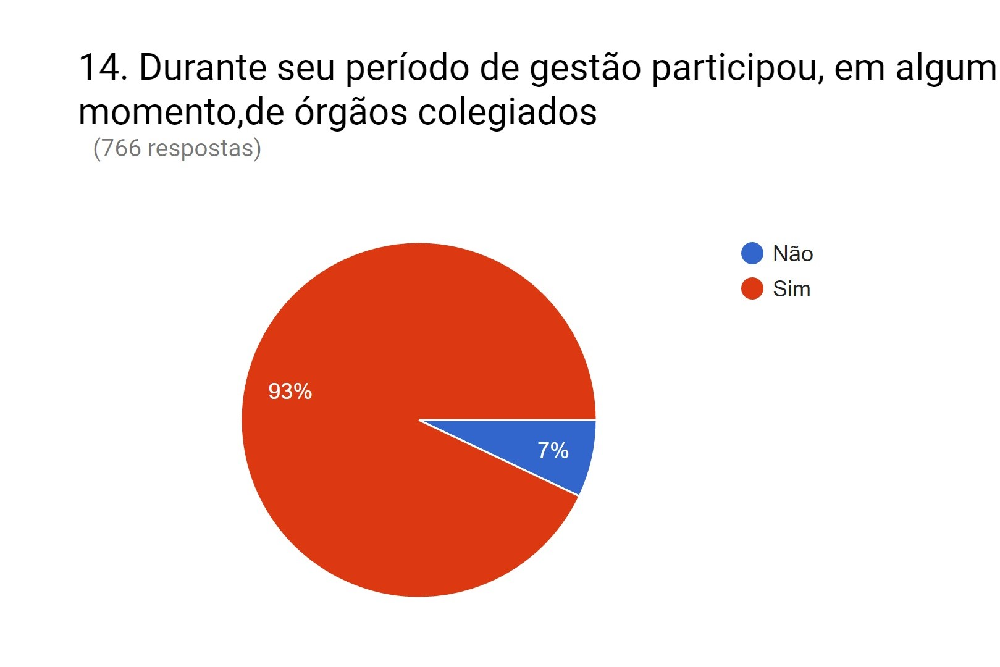 14. Durante seu período de gestão participou, em algum
momento,de órgãos colegiados
(766 respostas)
Não
Sim
93%
7%